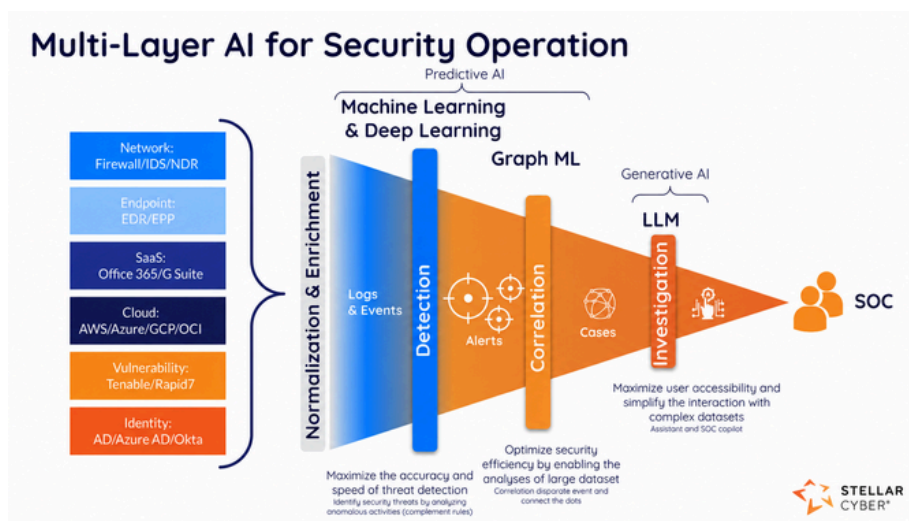 Multi-Layer AI for Security Operation
Predictive AI
Machine Learning
& Deep Learning
Graph ML
Generative AI
LLM
Network:
Firewall/IDS/NDR
Endpoint:
EDR/EPP
SaaS:
Office 365/G Suite
Cloud:
AWS/Azure/GCP/OCI
Vulnerability:
Tenable/Rapid7
Identity:
AD/Azure AD/Okta
Normalization & Enrichment
Logs
& Events
Detection
Alerts
Correlation
Cases
Investigation
SOC
Maximize the accuracy and
speed of threat detection
Identify security threats by analyzing
anomalous activities (complement rules)
Optimize security
efficiency by enabling the
analyses of large dataset
Correlation disparate event and
connect the dots
Maximize user accessibility and
simplify the interaction with
complex datasets
Assistant and SOC copilot
STELLAR
CYBER®